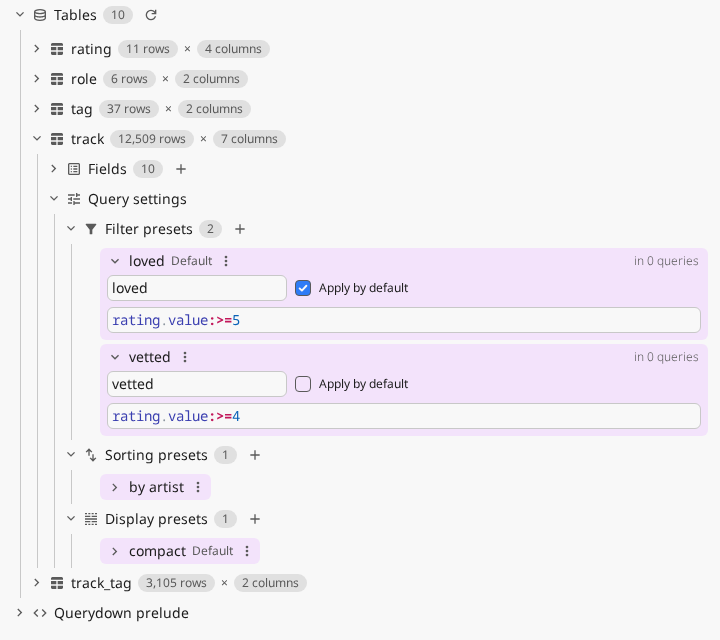 Tables 10
rating 11 rows × 4 columns
role 6 rows × 2 columns
tag 37 rows × 2 columns
track 12,509 rows × 7 columns
Fields 10 +
Query settings
Filter presets 2 +
loved Default in 0 queries
loved Apply by default
rating.value:>=5
vetted in 0 queries
vetted Apply by default
rating.value:>=4
Sorting presets 1 +
by artist
Display presets 1 +
compact Default
track_tag 3,105 rows × 2 columns
Querydown prelude